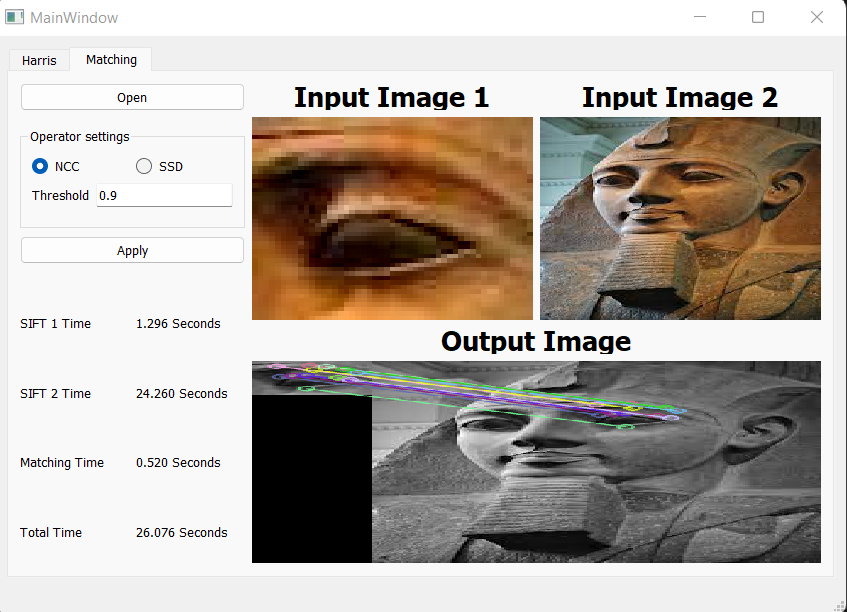 MainWindow
Harris
Matching
Open
Input Image 1
Input Image 2
Operator settings
NCC
SSD
Threshold 0.9
Apply
SIFT 1 Time 1.296 Seconds
Output Image
SIFT 2 Time 24.260 Seconds
Matching Time 0.520 Seconds
Total Time 26.076 Seconds